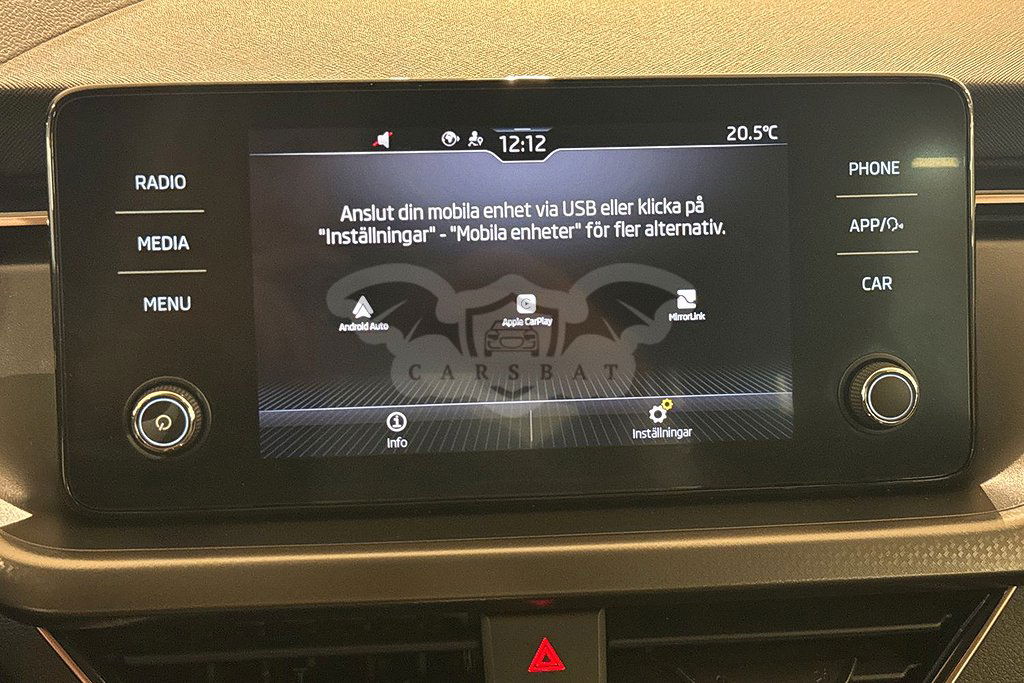 12:12
20.5°C
RADIO
MEDIA
MENU
Anslut din mobila enhet via USB eller klicka på
"Inställningar" - "Mobila enheter" för fler alternativ.
Android Auto
Apple CarPlay
MirrorLink
CARSBAT
Info
Inställningar
PHONE
APP/
CAR